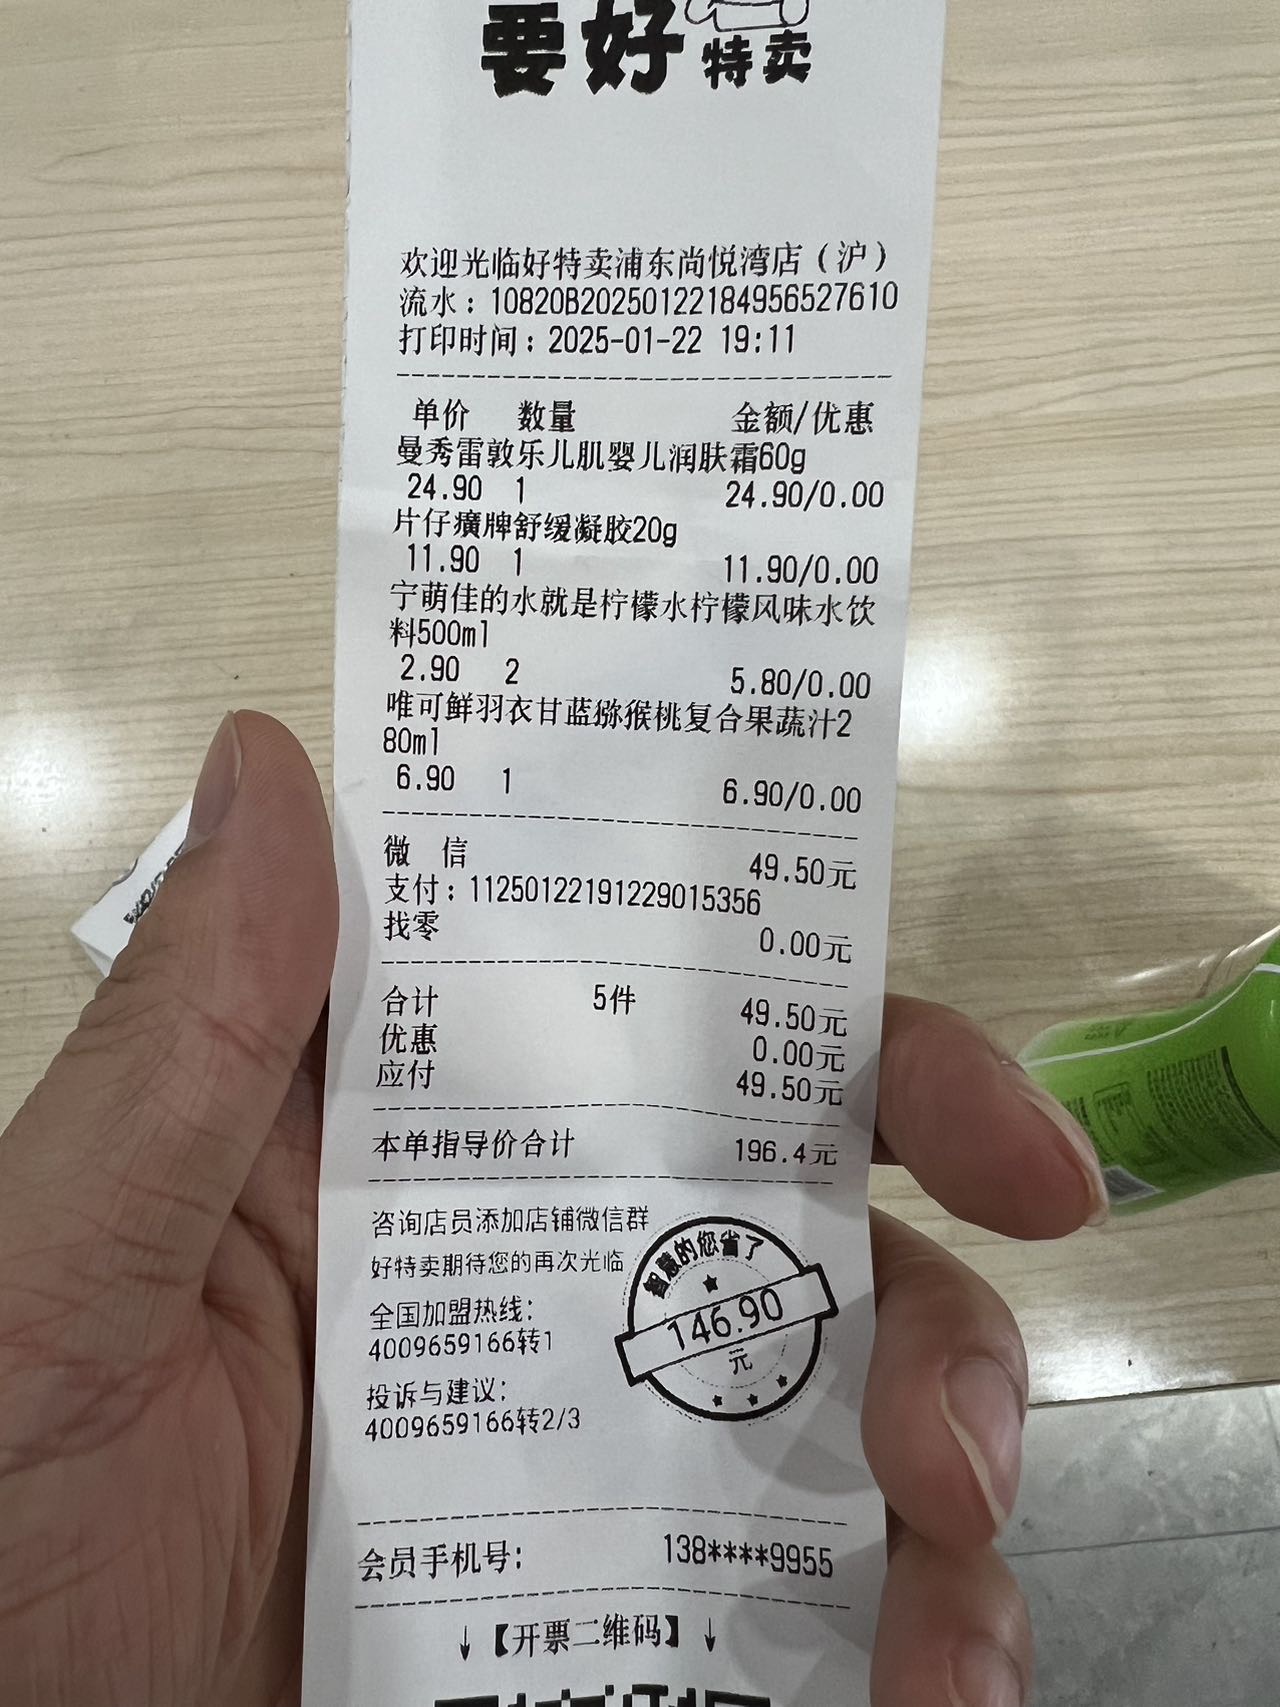 要好特卖
欢迎光临好特卖浦东尚悦湾店（沪）
流水：10820B20250122184956527610
打印时间：2025-01-22 19:11
单价 数量 金额/优惠
曼秀雷敦乐儿肌婴儿润肤霜60g
24.90 1 24.90/0.00
片仔癀牌舒缓凝胶20g
11.90 1 11.90/0.00
宁萌佳的水就是柠檬水柠檬风味水饮
料500ml
2.90 2 5.80/0.00
唯可鲜羽衣甘蓝猕猴桃复合果蔬汁2
80ml
6.90 1 6.90/0.00
微 信 49.50元
支付：11250122191229015356
找零 0.00元
合计 5件 49.50元
优惠 0.00元
应付 49.50元
本单指导价合计 196.4元
咨询店员添加店铺微信群
好特卖期待您的再次光临
全国加盟热线：
4009659166转1
投诉与建议：
4009659166转2/3
智慧的您省了
146.90
元
会员手机号： 138****9955
↓【开票二维码】↓